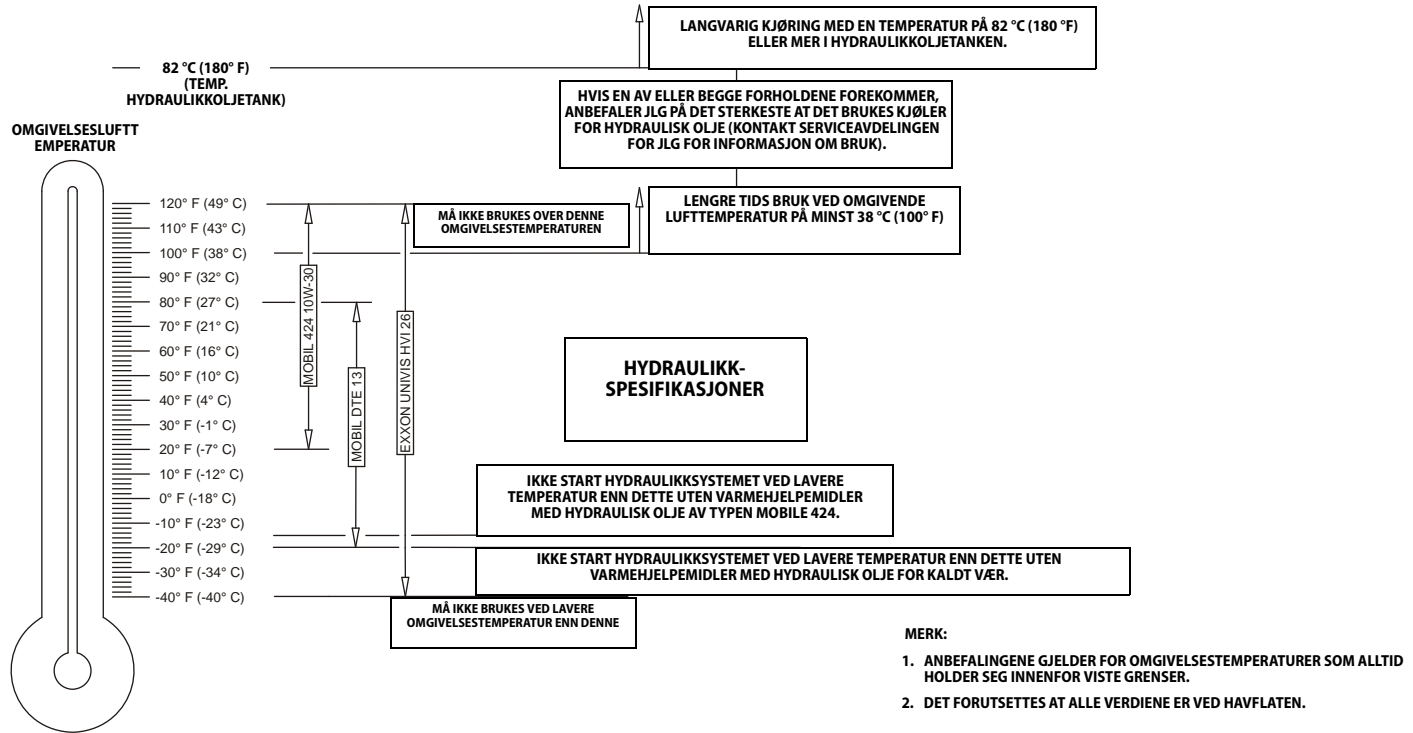 LANGVARIG KJØRING MED EN TEMPERATUR PÅ 82 °C (180 °F)
ELLER MER I HYDRAULIKKOLJETANKEN.
82 °C (180° F)
(TEMP.
HYDRAULIKKOLJETANK)
HVIS EN AV ELLER BEGGE FORHOLDENE FOREKOMMER,
ANBEFALER JLG PÅ DET STERKESTE AT DET BRUKES KJØLER
FOR HYDRAULISK OLJE (KONTAKT SERVICEAVDELINGEN
FOR JLG FOR INFORMASJON OM BRUK).
OMGIVELSESLUFTT
EMPERATUR
LENGRE TIDS BRUK VED OMGIVENDE
LUFTTEMPERATUR PÅ MINST 38 °C (100° F)
MÅ IKKE BRUKES OVER DENNE
OMGIVELSESTEMPERATUREN
120° F (49° C)
110° F (43° C)
100° F (38° C)
90° F (32° C)
80° F (27° C)
70° F (21° C)
60° F (16° C)
50° F (10° C)
40° F (4° C)
30° F (-1° C)
20° F (-7° C)
10° F (-12° C)
0° F (-18° C)
-10° F (-23° C)
-20° F (-29° C)
-30° F (-34° C)
-40° F (-40° C)
MOBIL 424 10W-30
MOBIL DTE 13
EXXON UNIVIS HVI 26
HYDRAULIKK-
SPESIFIKASJONER
IKKE START HYDRAULIKKSYSTEMET VED LAVERE
TEMPERATUR ENN DETTE UTEN VARMEHJELPEMIDLER
MED HYDRAULISK OLJE AV TYPEN MOBILE 424.
IKKE START HYDRAULIKKSYSTEMET VED LAVERE TEMPERATUR ENN DETTE UTEN
VARMEHJELPEMIDLER MED HYDRAULISK OLJE FOR KALDT VÆR.
MÅ IKKE BRUKES VED LAVERE
OMGIVELSESTEMPERATUR ENN DENNE
MERK:
1. ANBEFALINGENE GJELDER FOR OMGIVELSESTEMPERATURER SOM ALLTID
HOLDER SEG INNENFOR VISTE GRENSER.
2. DET FORUTSETTES AT ALLE VERDIENE ER VED HAVFLATEN.